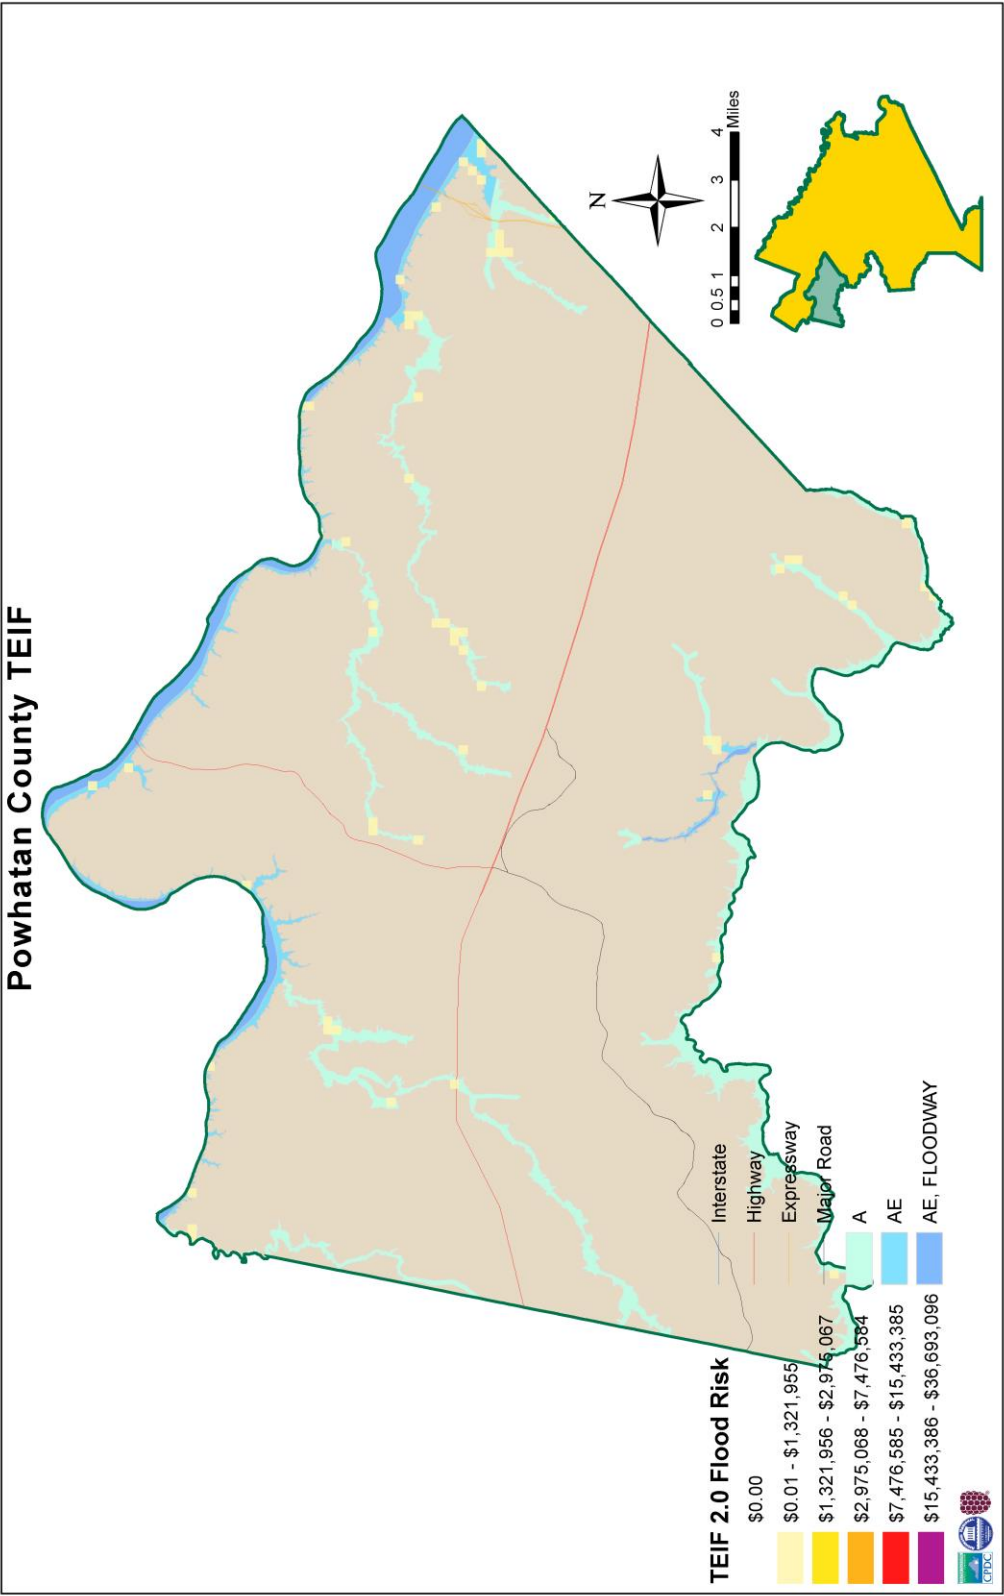 Powhatan County TEIF
N
0 0.5 1 2 3 4
Miles
TEIF 2.0 Flood Risk
$0.00
$0.01 - $1,321,955
$1,321,956 - $2,975,067
$2,975,068 - $7,476,584
$7,476,585 - $15,433,385
$15,433,386 - $36,693,096
Interstate
Highway
Expressway
Major Road
A
AE
AE, FLOODWAY
CPDC